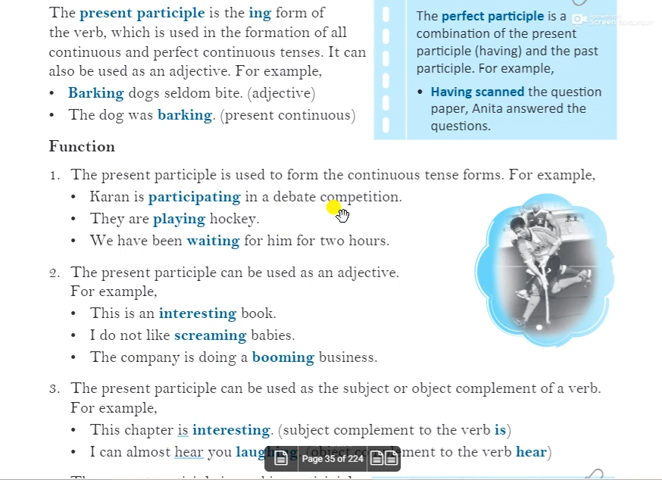 The present participle is the ing form of
the verb, which is used in the formation of all
continuous and perfect continuous tenses. It can
also be used as an adjective. For example,
• Barking dogs seldom bite. (adjective)
• The dog was barking. (present continuous)
The perfect participle is a
combination of the present
participle (having) and the past
participle. For example,
• Having scanned the question
paper, Anita answered the
questions.
Function
1. The present participle is used to form the continuous tense forms. For example,
• Karan is participating in a debate competition.
• They are playing hockey.
• We have been waiting for him for two hours.
2. The present participle can be used as an adjective.
For example,
• This is an interesting book.
• I do not like screaming babies.
• The company is doing a booming business.
3. The present participle can be used as the subject or object complement of a verb.
For example,
• This chapter is interesting. (subject complement to the verb is)
• I can almost hear you laughing. (object complement to the verb hear)
Page 35 of 224